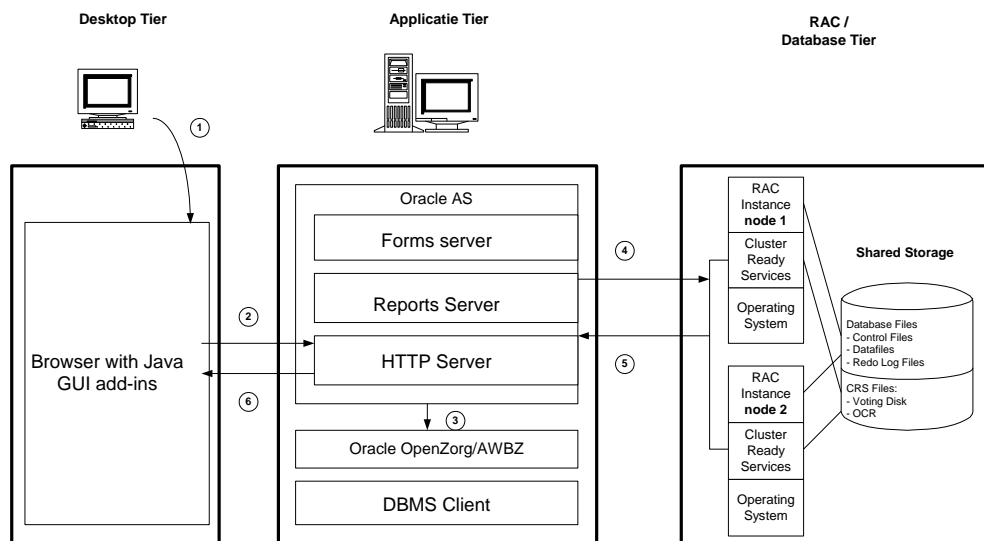 Desktop Tier
Applicatie Tier
RAC /
Database Tier
1
Browser with Java
GUI add-ins
2
6
Oracle AS
Forms server
Reports Server
HTTP Server
3
Oracle OpenZorg/AWBZ
DBMS Client
4
5
RAC
Instance
node 1
Cluster
Ready
Services
Operating
System
RAC
Instance
node 2
Cluster
Ready
Services
Operating
System
Shared Storage
Database Files
- Control Files
- Datafiles
- Redo Log Files
CRS Files:
- Voting Disk
- OCR